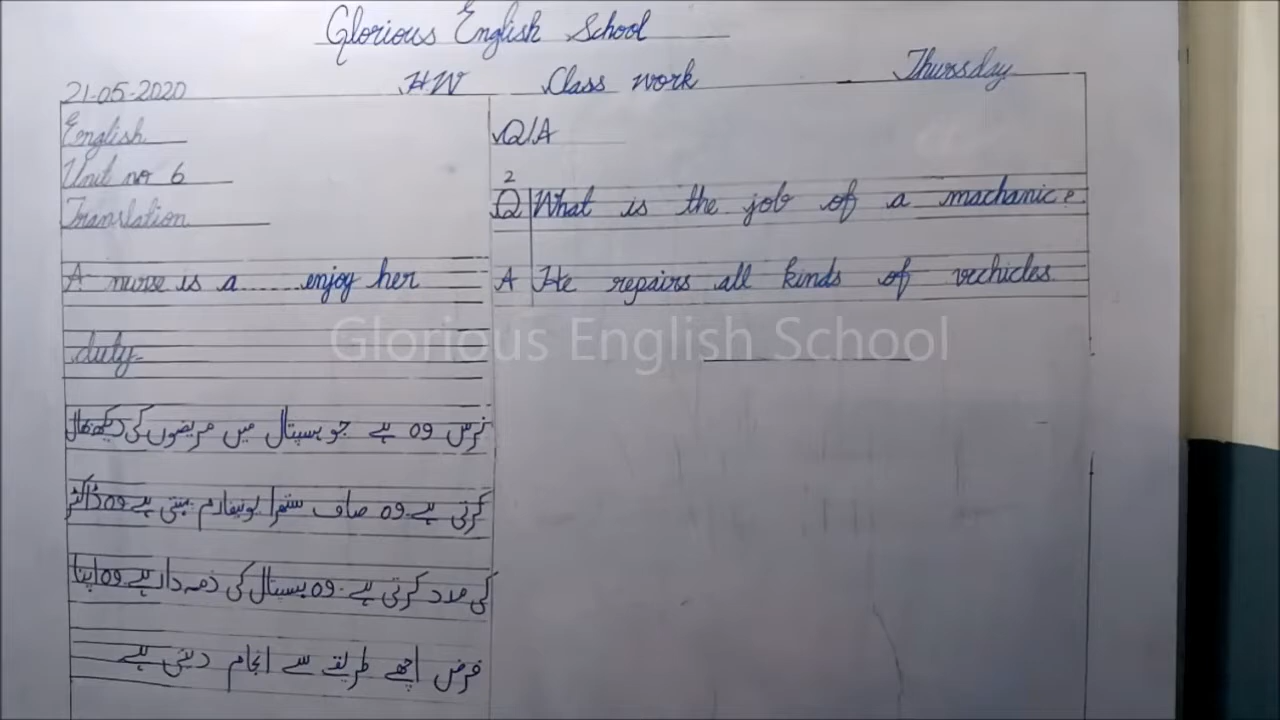 Glorious English School
21-05-2020 HW Class work Thursday
English
Unit no 6
Translation
A nurse is a ...... enjoy her
duty
نرس وہ ہے جو ہسپتال میں مریضوں کی دیکھ بھال
کرتی ہے وہ صاف ستھرا یونیفارم پہنتی ہے وہ ڈاکٹر
کی مدد کرتی ہے۔ وہ ہسپتال کی ذمہ دار ہے وہ اپنا
فرض اچھے طریقے سے انجام دیتی ہے
Q/A
2
Q What is the job of a machanic?
A He repairs all kinds of vechicles.
Glorious English School